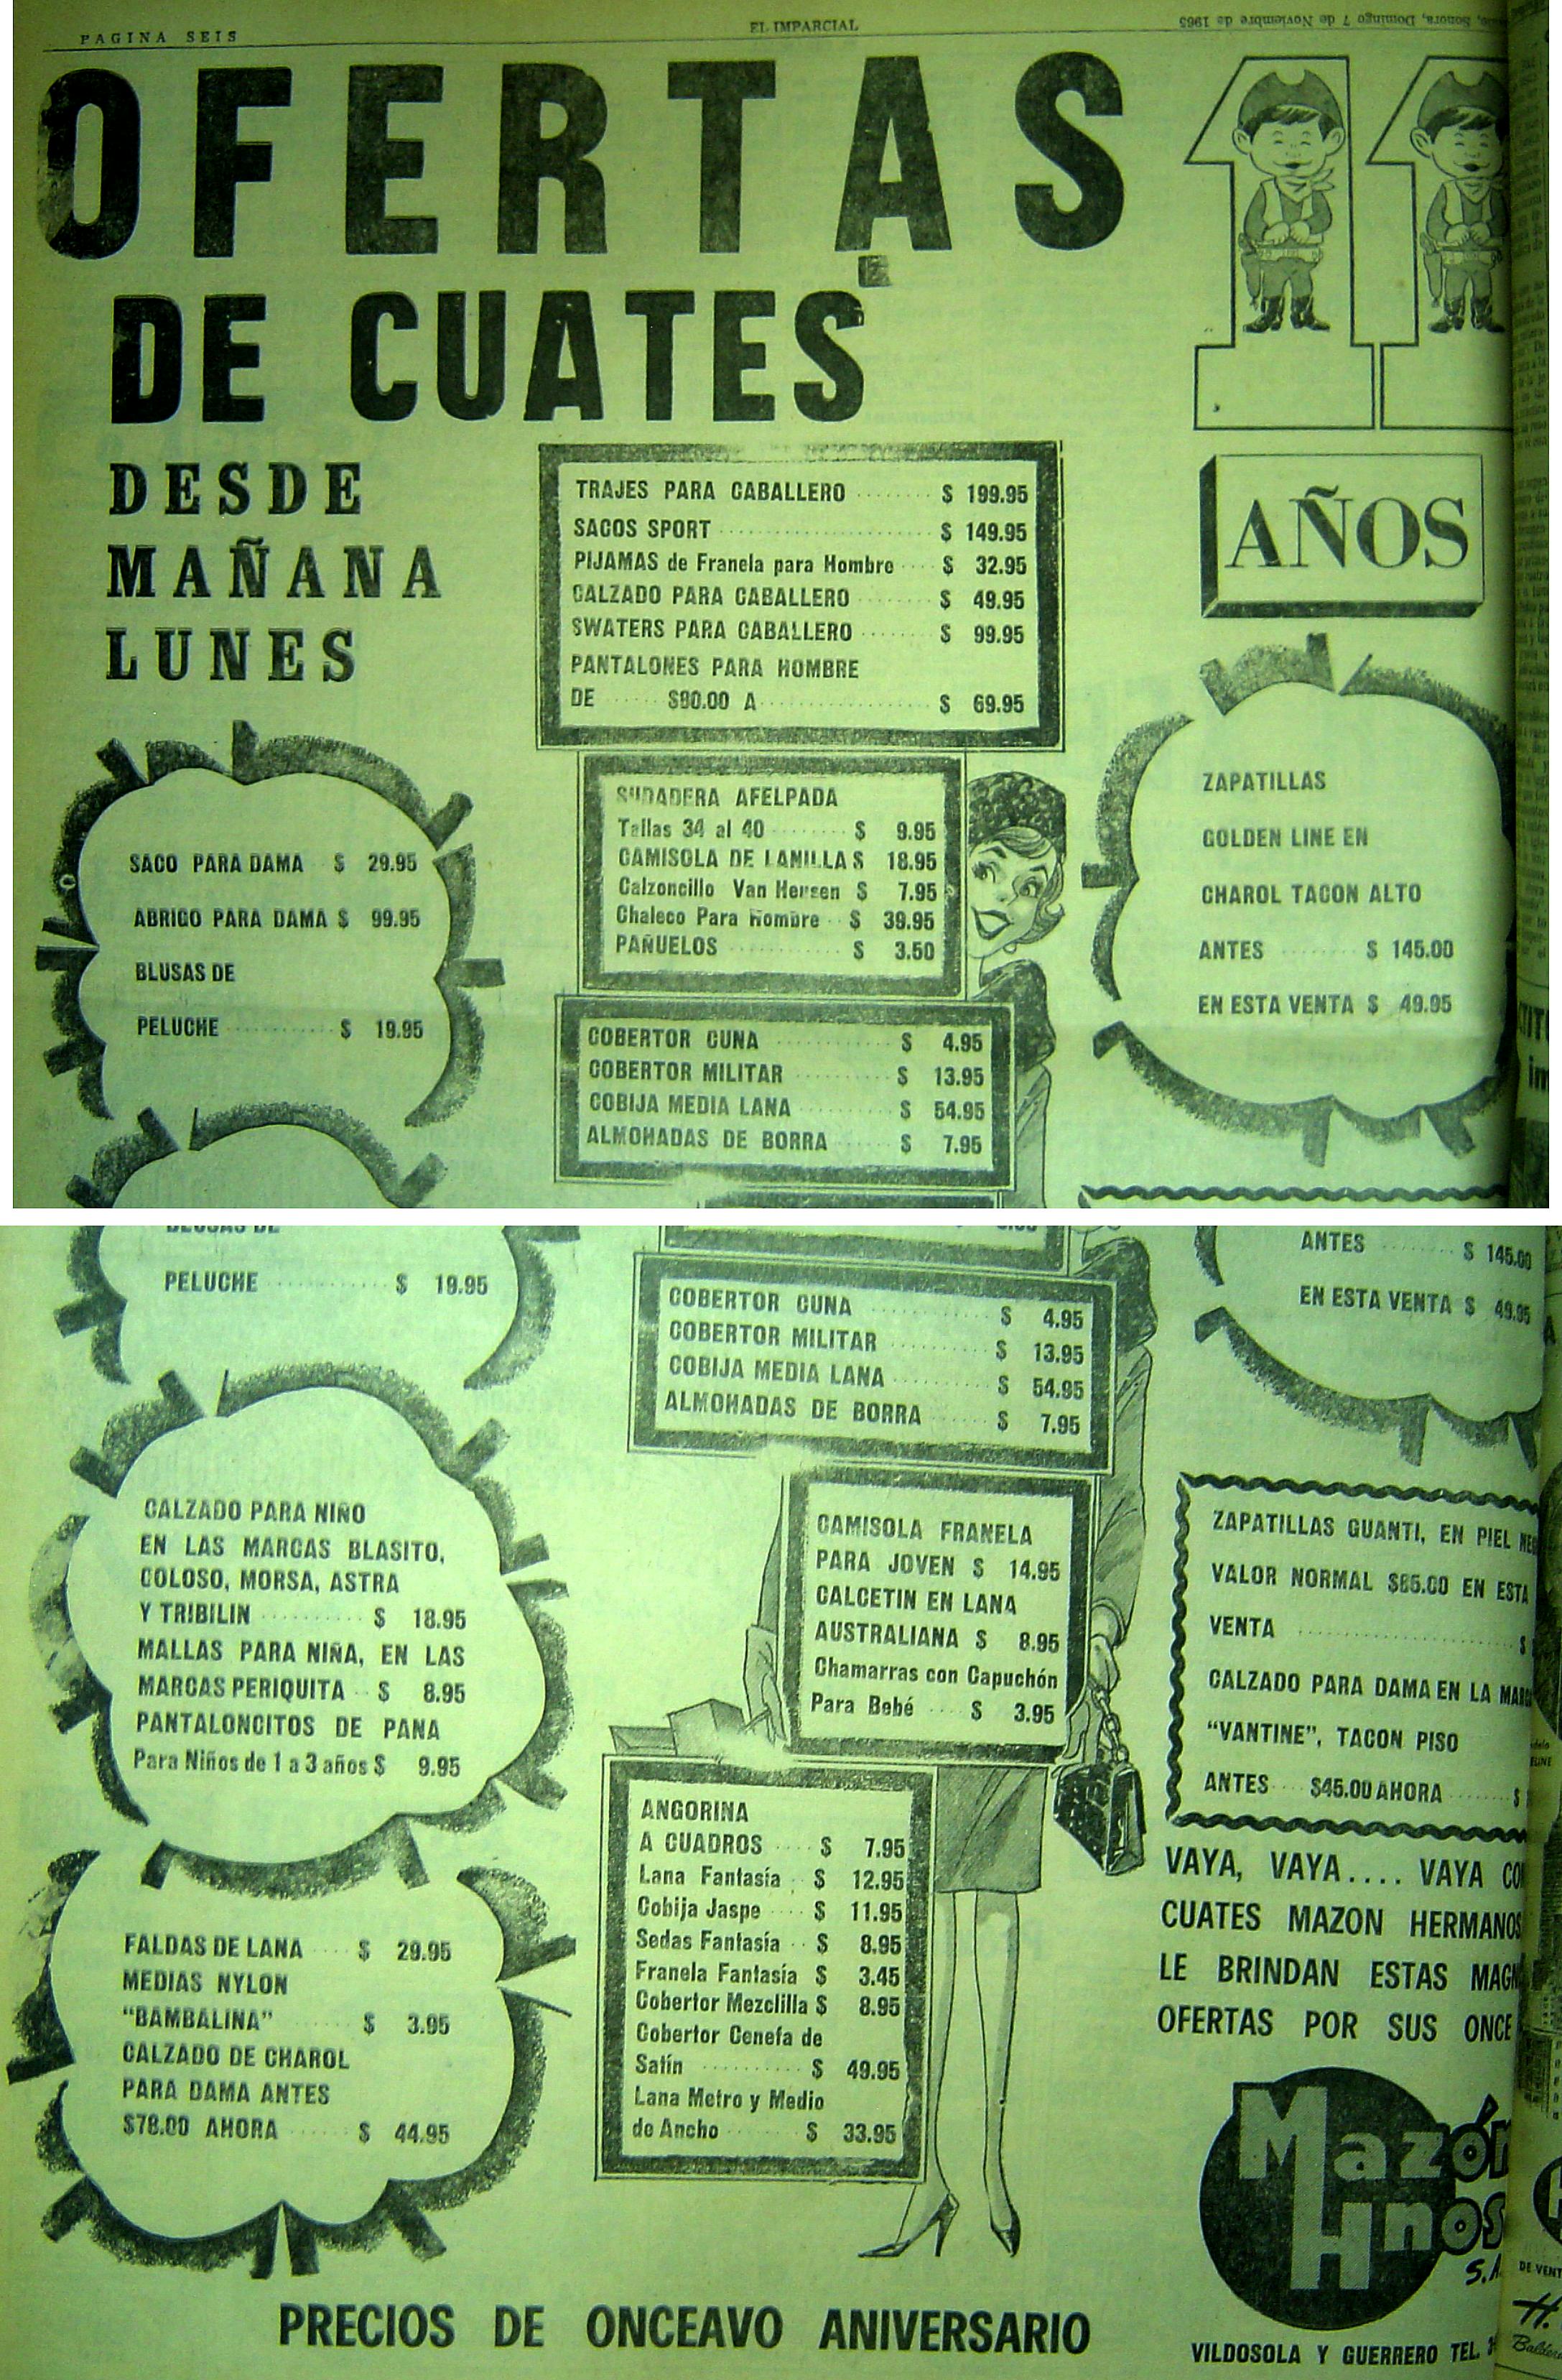 PAGINA SEIS
EL IMPARCIAL
Sonora, Domingo 7 de Noviembre de 1965
OFERTAS
DE CUATES
11
AÑOS
DESDE
MAÑANA
LUNES
TRAJES PARA CABALLERO $ 199.95
SACOS SPORT $ 149.95
PIJAMAS de Franela para Hombre $ 32.95
CALZADO PARA CABALLERO $ 49.95
SWATERS PARA CABALLERO $ 99.95
PANTALONES PARA HOMBRE
DE $90.00 A $ 69.95
SUDADERA AFELPADA
Tallas 34 al 40 $ 9.95
CAMISOLA DE LANILLA $ 18.95
Calzoncillo Van Heusen $ 7.95
Chaleco Para Hombre $ 39.95
PAÑUELOS $ 3.50
SACO PARA DAMA $ 29.95
ABRIGO PARA DAMA $ 99.95
BLUSAS DE
PELUCHE $ 19.95
ZAPATILLAS
GOLDEN LINE EN
CHAROL TACON ALTO
ANTES $ 145.00
EN ESTA VENTA $ 49.95
COBERTOR CUNA $ 4.95
COBERTOR MILITAR $ 13.95
COBIJA MEDIA LANA $ 54.95
ALMOHADAS DE BORRA $ 7.95
BLUSAS DE
PELUCHE $ 19.95
ANTES $ 145.00
EN ESTA VENTA $ 49.95
COBERTOR CUNA $ 4.95
COBERTOR MILITAR $ 13.95
COBIJA MEDIA LANA $ 54.95
ALMOHADAS DE BORRA $ 7.95
CALZADO PARA NIÑO
EN LAS MARCAS BLASITO,
COLOSO, MORSA, ASTRA
Y TRIBILIN $ 18.95
MALLAS PARA NIÑA, EN LAS
MARCAS PERIQUITA $ 8.95
PANTALONCITOS DE PANA
Para Niños de 1 a 3 años $ 9.95
CAMISOLA FRANELA
PARA JOVEN $ 14.95
CALCETIN EN LANA
AUSTRALIANA $ 8.95
Chamarras con Capuchón
Para Bebé $ 3.95
ZAPATILLAS GUANTI, EN PIEL
VALOR NORMAL $85.00 EN ESTA
VENTA $
CALZADO PARA DAMA EN LA
"VANTINE", TACON PISO
ANTES $45.00 AHORA $
ANGORINA
A CUADROS $ 7.95
Lana Fantasía $ 12.95
Cobija Jaspe $ 11.95
Sedas Fantasía $ 8.95
Franela Fantasía $ 3.45
Cobertor Mezclilla $ 8.95
Cobertor Cenefa de
Satín $ 49.95
Lana Metro y Medio
de Ancho $ 33.95
FALDAS DE LANA $ 29.95
MEDIAS NYLON
"BAMBALINA" $ 3.95
CALZADO DE CHAROL
PARA DAMA ANTES
$78.00 AHORA $ 44.95
VAYA, VAYA.... VAYA
CUATES MAZON HERMANOS
LE BRINDAN ESTAS
OFERTAS POR SUS ONCE
Mazón
Hnos
S.A.
PRECIOS DE ONCEAVO ANIVERSARIO
VILDOSOLA Y GUERRERO TEL.